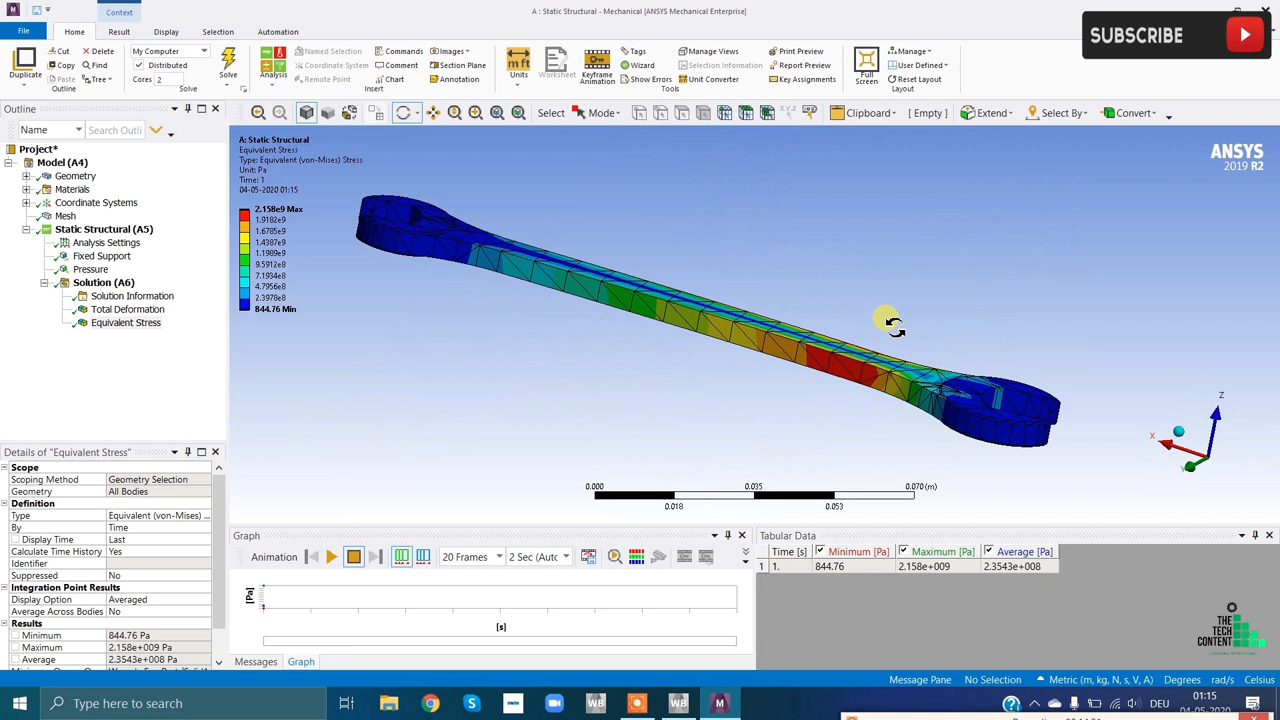 Context
A : Static Structural - Mechanical [ANSYS Mechanical Enterprise]
SUBSCRIBE
File Home Result Display Selection Automation
Duplicate
Cut Delete
Copy Find
Paste Tree
Outline
My Computer
Distributed
Cores 2
Solve
Solve
Analysis
Named Selection
Coordinate System
Remote Point
Commands
Comment
Chart
Images
Section Plane
Annotation
Insert
Units
Worksheet
Keyframe Animation
Tags
Wizard
Show Errors
Manage Views
Selection Information
Unit Converter
Print Preview
Report Preview
Key Assignments
Tools
Full Screen
Manage
User Defined
Reset Layout
Layout
Select Mode Clipboard [ Empty ] Extend Select By Convert
Outline
Name Search Outli
Project*
Model (A4)
Geometry
Materials
Coordinate Systems
Mesh
Static Structural (A5)
Analysis Settings
Fixed Support
Pressure
Solution (A6)
Solution Information
Total Deformation
Equivalent Stress
A: Static Structural
Equivalent Stress
Type: Equivalent (von-Mises) Stress
Unit: Pa
Time: 1
04-05-2020 01:15
2.158e9 Max
1.9182e9
1.6785e9
1.4387e9
1.1989e9
9.5912e8
7.1934e8
4.7956e8
2.3978e8
844.76 Min
ANSYS
2019 R2
Z
X
Y
0.000 0.035 0.070 (m)
0.018 0.053
Details of "Equivalent Stress"
Scope
Scoping Method Geometry Selection
Geometry All Bodies
Definition
Type Equivalent (von-Mises) ...
By Time
Display Time Last
Calculate Time History Yes
Identifier
Suppressed No
Integration Point Results
Display Option Averaged
Average Across Bodies No
Results
Minimum 844.76 Pa
Maximum 2.158e+009 Pa
Average 2.3543e+008 Pa
Graph
Animation 20 Frames 2 Sec (Autc
[Pa]
[s]
Messages Graph
Tabular Data
Time [s] Minimum [Pa] Maximum [Pa] Average [Pa]
1 1. 844.76 2.158e+009 2.3543e+008
THE TECH CONTENT
Message Pane No Selection Metric (m, kg, N, s, V, A) Degrees rad/s Celsius
Type here to search
DEU
01:15
04-05-2020